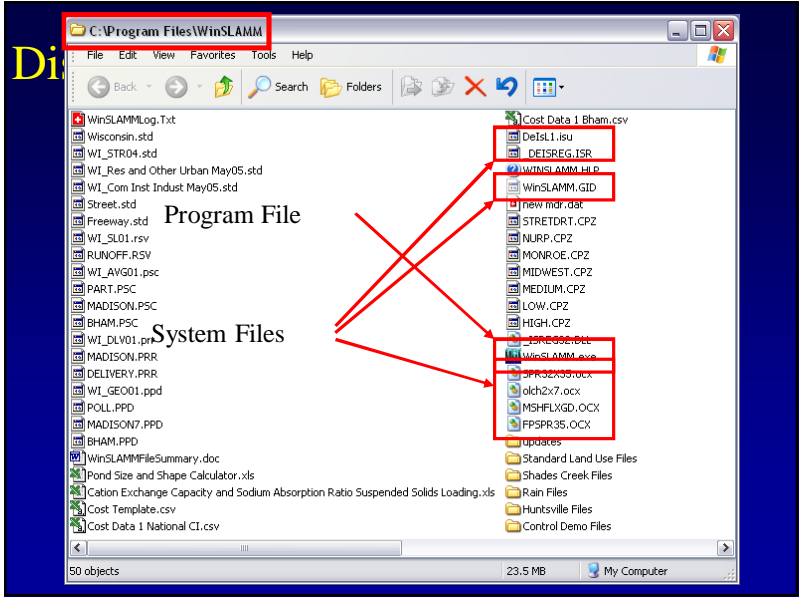 C:\Program Files\WinSLAMM
Dis
File Edit View Favorites Tools Help
Back Search Folders
WinSLAMMLog.Txt
Wisconsin.std
WI_STR04.std
WI_Res and Other Urban May05.std
WI_Com Inst Indust May05.std
Street.std
Freeway.std
WI_SL01.rsv
RUNOFF.RSV
WI_AVG01.psc
PART.PSC
MADISON.PSC
BHAM.PSC
WI_DLV01.prr
MADISON.PRR
DELIVERY.PRR
WI_GEO01.ppd
POLL.PPD
MADISON7.PPD
BHAM.PPD
WinSLAMMFileSummary.doc
Pond Size and Shape Calculator.xls
Cation Exchange Capacity and Sodium Absorption Ratio Suspended Solids Loading.xls
Cost Template.csv
Cost Data 1 National CI.csv
Program File
System Files
Cost Data 1 Bham.csv
DeIsL1.isu
_DEISREG.ISR
WINSLAMM.HLP
WinSLAMM.GID
new mdr.dat
STRETDRT.CPZ
NURP.CPZ
MONROE.CPZ
MIDWEST.CPZ
MEDIUM.CPZ
LOW.CPZ
HIGH.CPZ
_ISREG32.DLL
WinSLAMM.exe
SPR32X35.ocx
olch2x7.ocx
MSHFLXGD.OCX
FPSPR35.OCX
updates
Standard Land Use Files
Shades Creek Files
Rain Files
Huntsville Files
Control Demo Files
50 objects
23.5 MB
My Computer